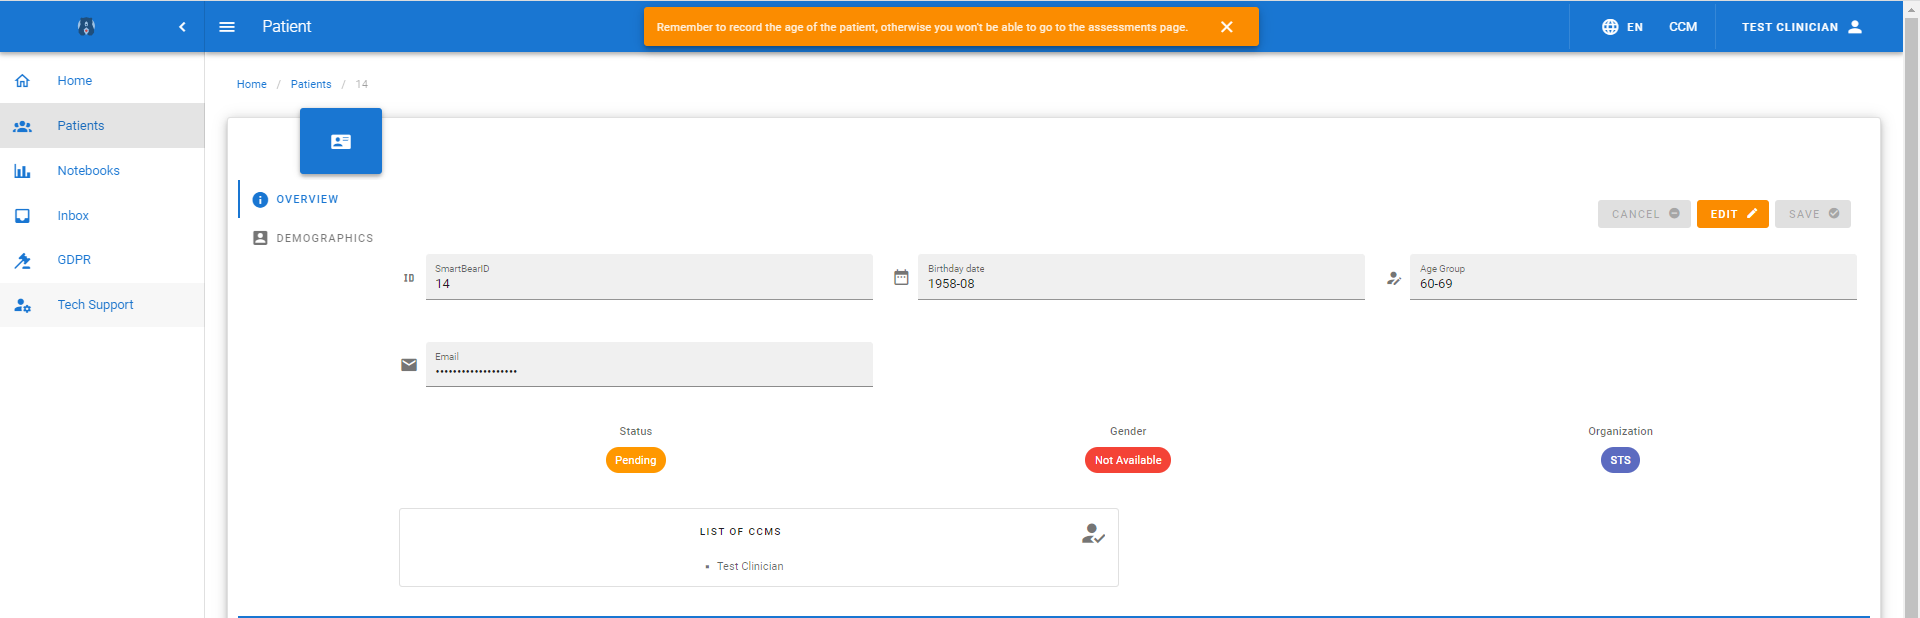 Patient
Remember to record the age of the patient, otherwise you won't be able to go to the assessments page.
EN
CCM
TEST CLINICIAN
Home
Patients
Notebooks
Inbox
GDPR
Tech Support
Home / Patients / 14
OVERVIEW
DEMOGRAPHICS
CANCEL
EDIT
SAVE
ID
SmartBearID
14
Birthday date
1958-08
Age Group
60-69
Email
•••••••••••••••••••
Status
Pending
Gender
Not Available
Organization
STS
LIST OF CCMS
• Test Clinician